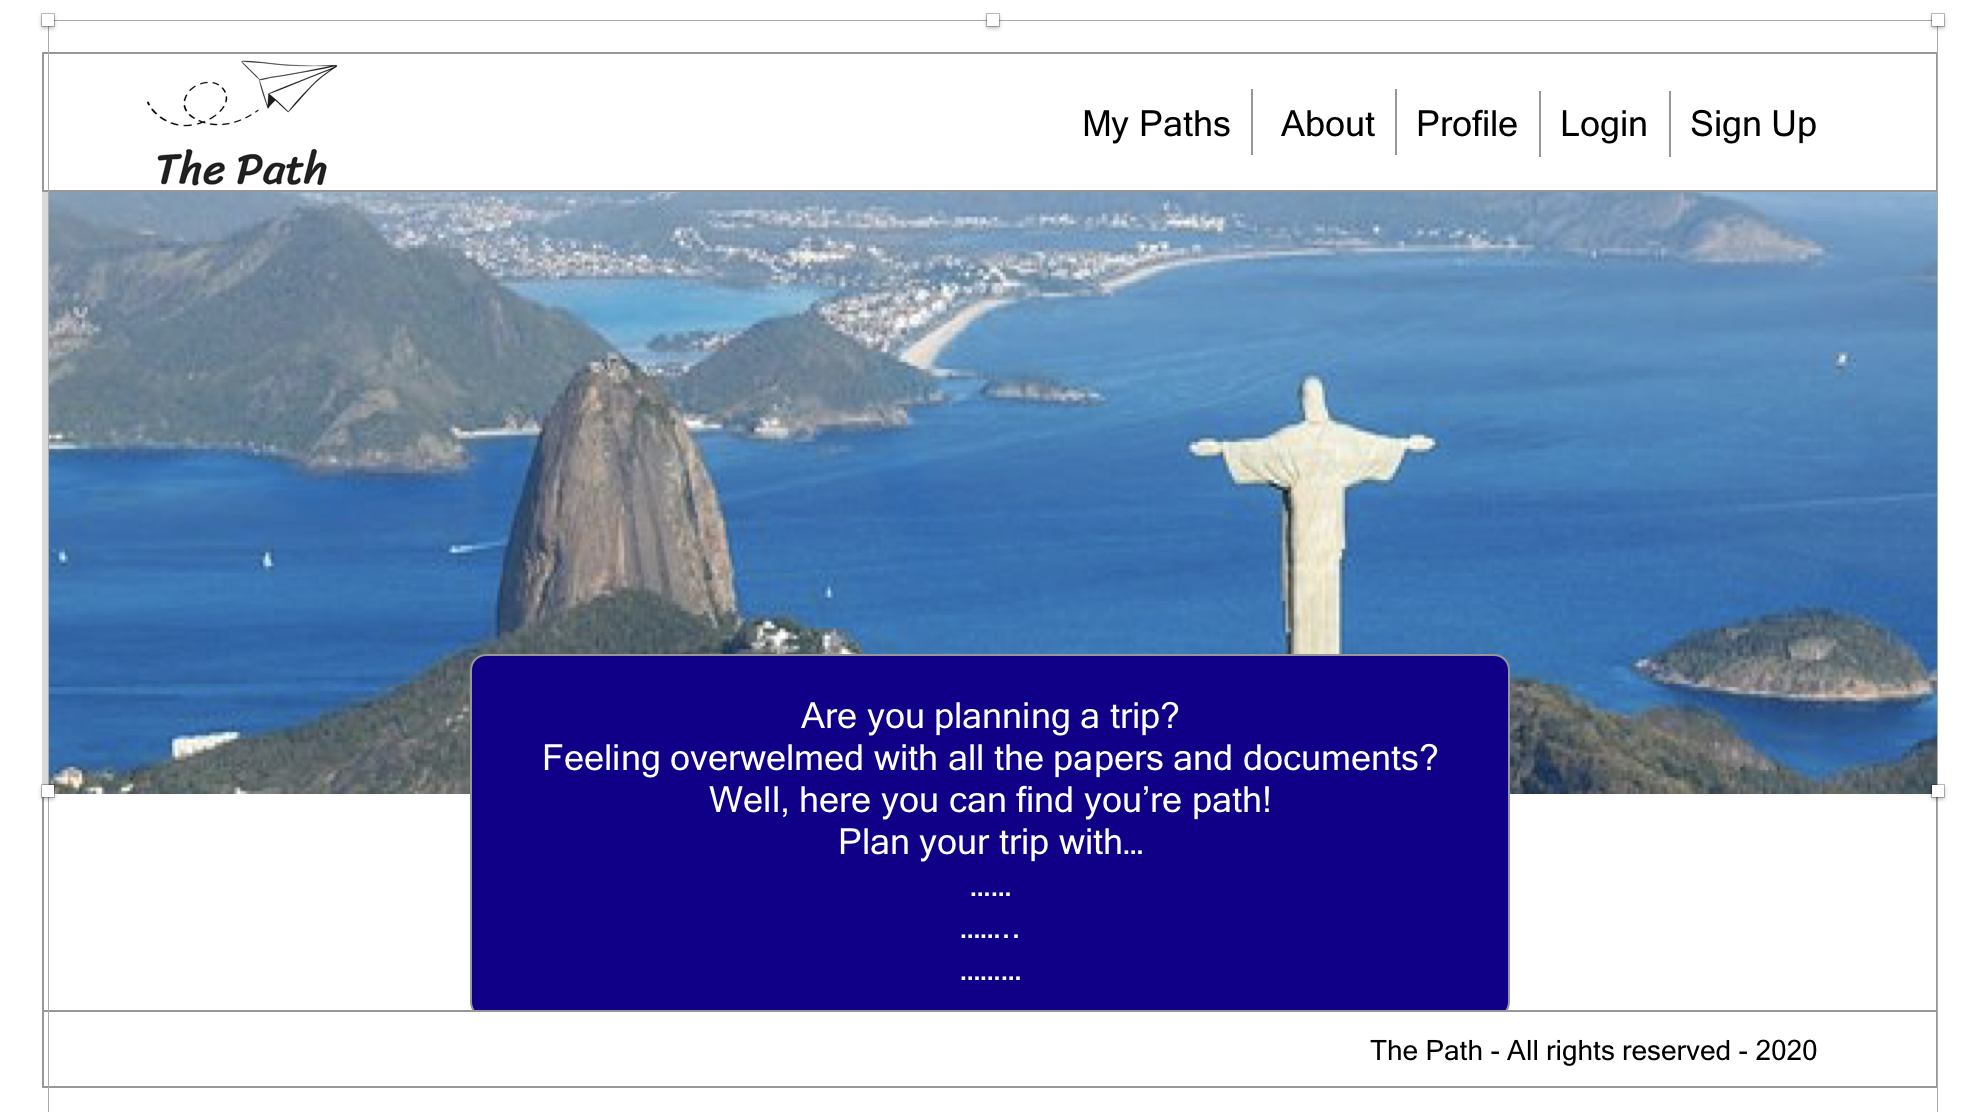 The Path
My Paths
About
Profile
Login
Sign Up
Are you planning a trip?
Feeling overwelmed with all the papers and documents?
Well, here you can find you’re path!
Plan your trip with…
……
……..
………
The Path - All rights reserved - 2020